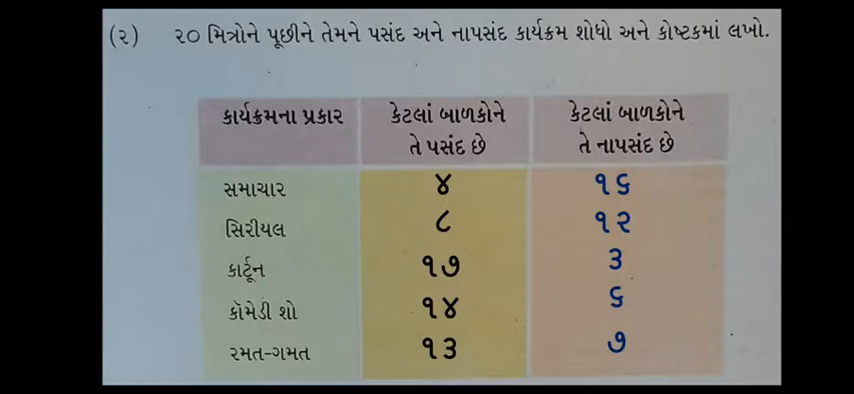 (૨) ૨૦ મિત્રોને પૂછીને તેમને પસંદ અને નાપસંદ કાર્યક્રમ શોધો અને કોષ્ટકમાં લખો.
કાર્યક્રમના પ્રકાર કેટલાં બાળકોને તે પસંદ છે કેટલાં બાળકોને તે નાપસંદ છે
સમાચાર ૪ ૧૬
સિરીયલ ૮ ૧૨
કાર્ટૂન ૧૭ ૩
કૉમેડી શો ૧૪ ૬
રમત-ગમત ૧૩ ૭